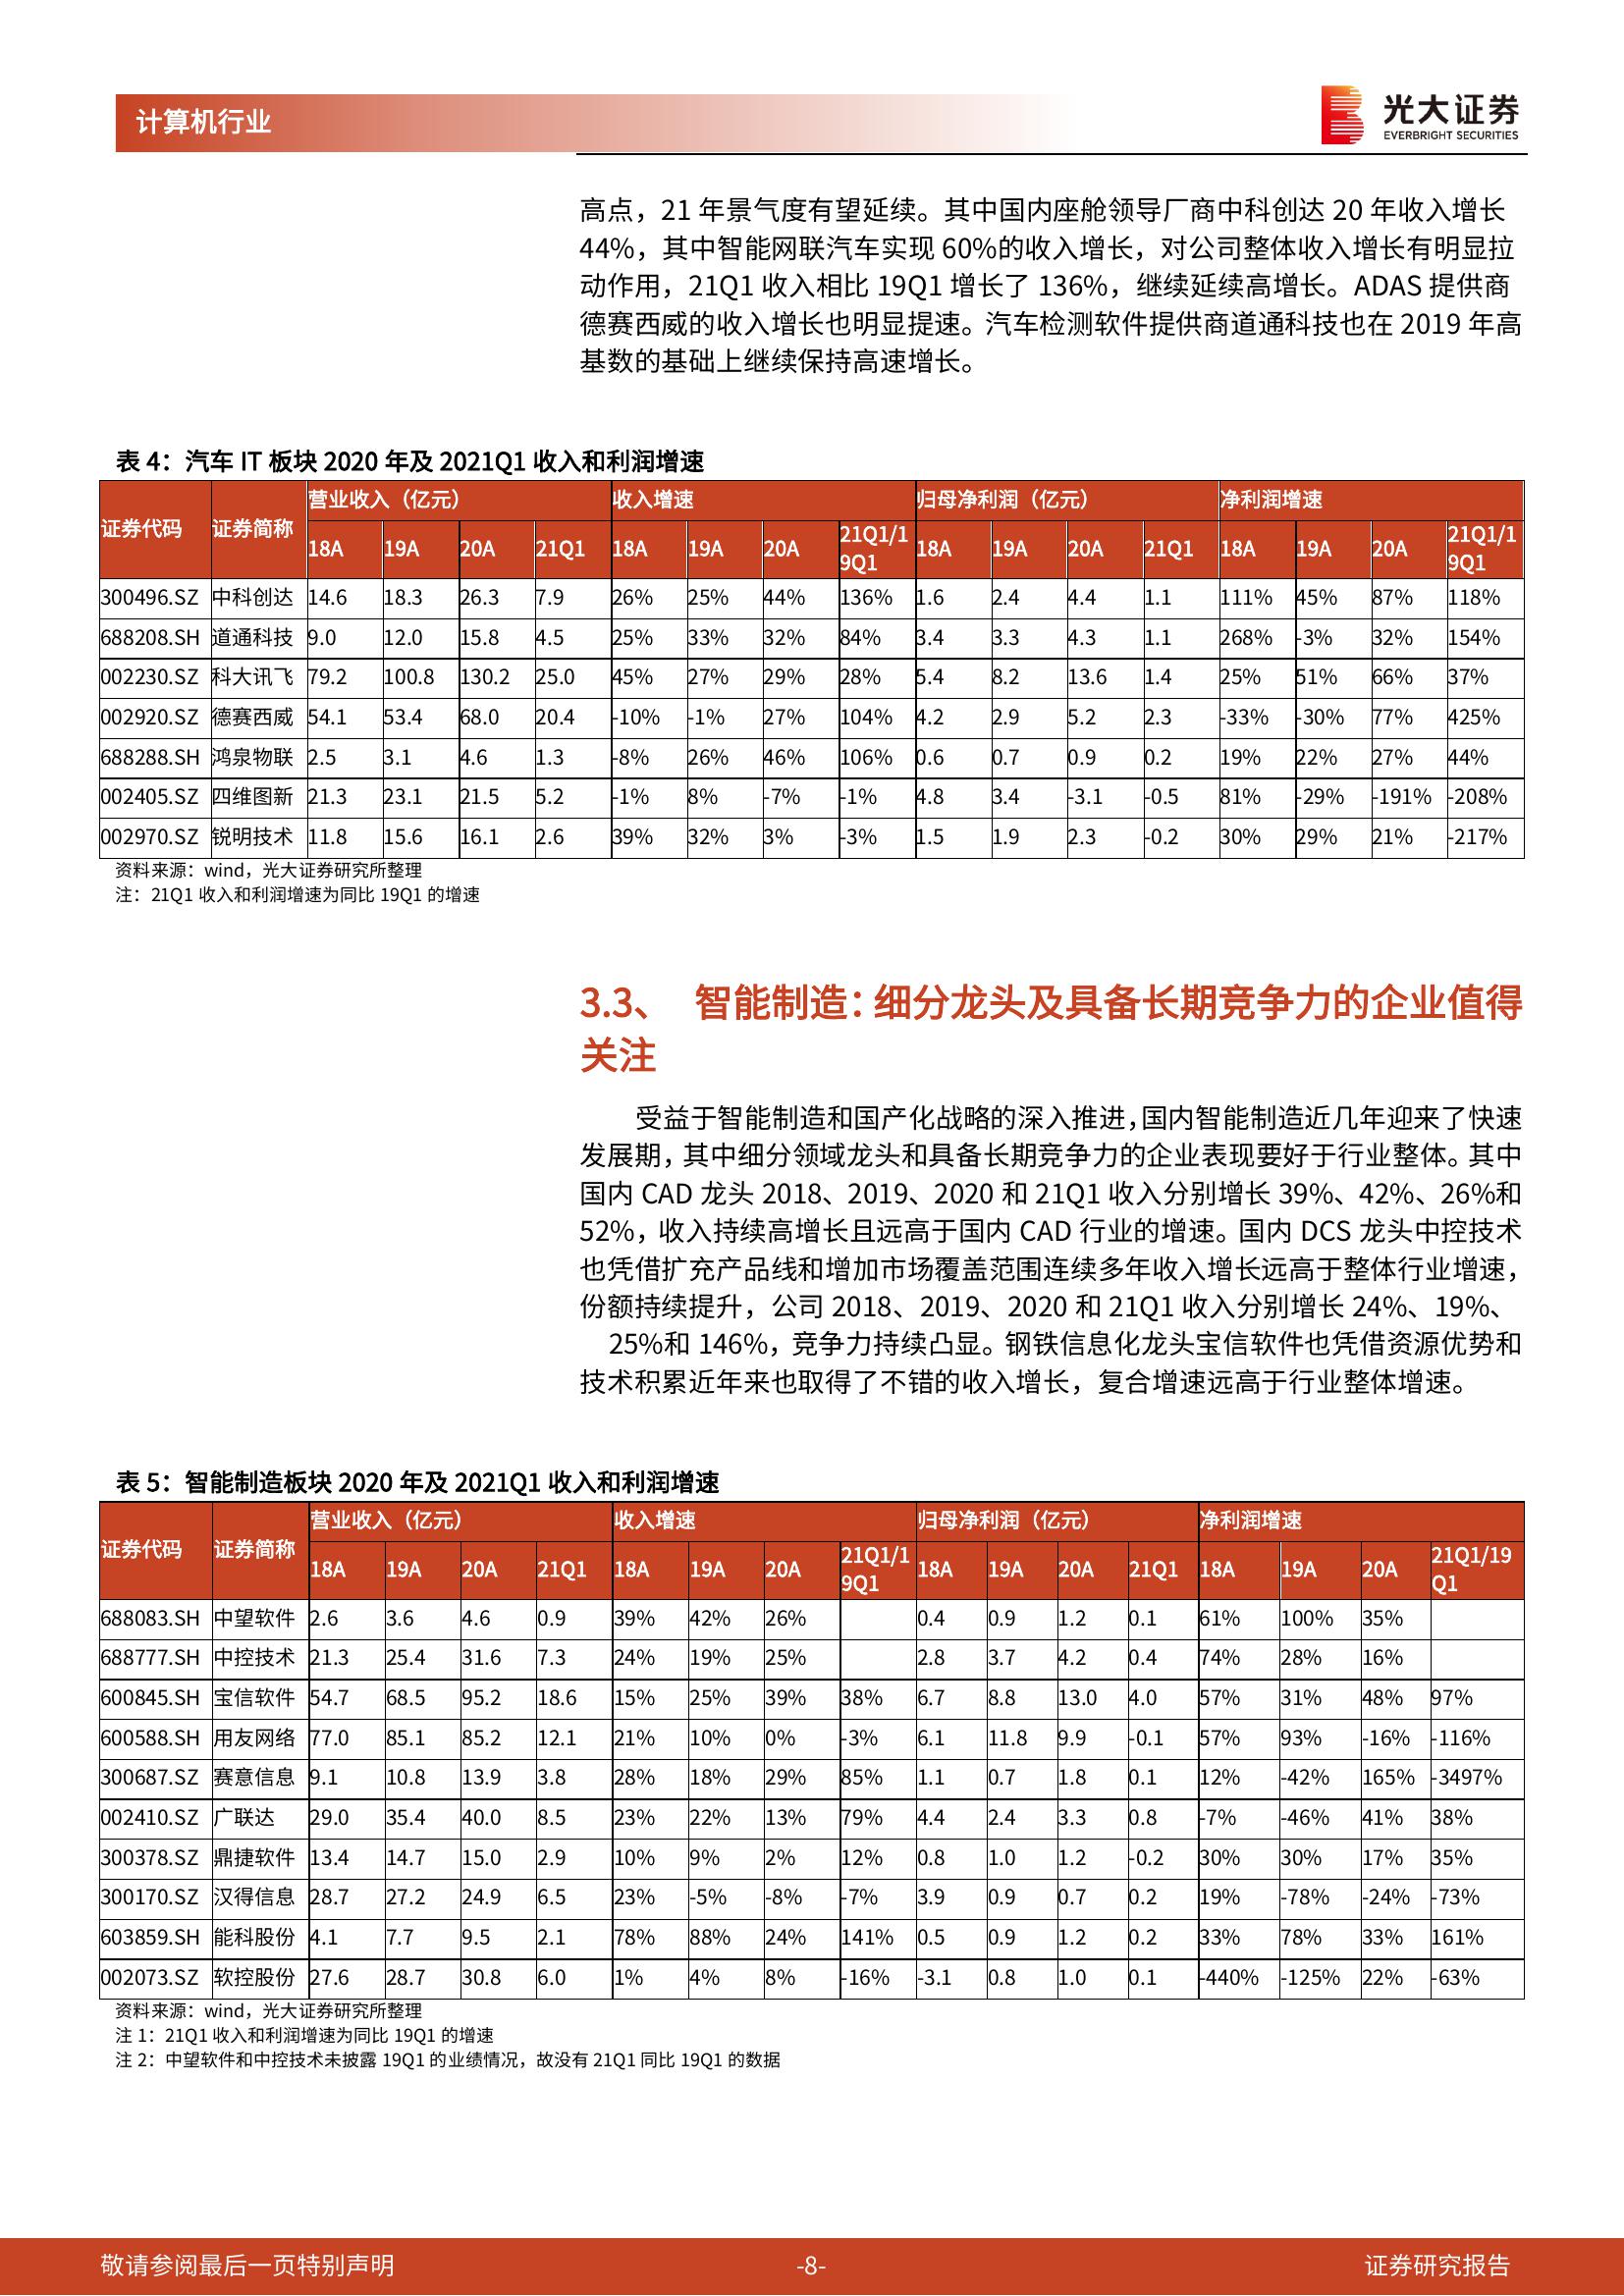 计算机行业
光大证券
EVERBRIGHT SECURITIES
高点，21 年景气度有望延续。其中国内座舱领导厂商中科创达 20 年收入增长
44%，其中智能网联汽车实现 60%的收入增长，对公司整体收入增长有明显拉
动作用，21Q1 收入相比 19Q1 增长了 136%，继续延续高增长。ADAS 提供商
德赛西威的收入增长也明显提速。汽车检测软件提供商道通科技也在 2019 年高
基数的基础上继续保持高速增长。
表 4：汽车 IT 板块 2020 年及 2021Q1 收入和利润增速
证券代码 证券简称 营业收入（亿元） 收入增速 归母净利润（亿元） 净利润增速
18A 19A 20A 21Q1 18A 19A 20A 21Q1/19Q1 18A 19A 20A 21Q1 18A 19A 20A 21Q1/19Q1
300496.SZ 中科创达 14.6 18.3 26.3 7.9 26% 25% 44% 136% 1.6 2.4 4.4 1.1 111% 45% 87% 118%
688208.SH 道通科技 9.0 12.0 15.8 4.5 25% 33% 32% 84% 3.4 3.3 4.3 1.1 268% -3% 32% 154%
002230.SZ 科大讯飞 79.2 100.8 130.2 25.0 45% 27% 29% 28% 5.4 8.2 13.6 1.4 25% 51% 66% 37%
002920.SZ 德赛西威 54.1 53.4 68.0 20.4 -10% -1% 27% 104% 4.2 2.9 5.2 2.3 -33% -30% 77% 425%
688288.SH 鸿泉物联 2.5 3.1 4.6 1.3 -8% 26% 46% 106% 0.6 0.7 0.9 0.2 19% 22% 27% 44%
002405.SZ 四维图新 21.3 23.1 21.5 5.2 -1% 8% -7% -1% 4.8 3.4 -3.1 -0.5 81% -29% -191% -208%
002970.SZ 锐明技术 11.8 15.6 16.1 2.6 39% 32% 3% -3% 1.5 1.9 2.3 -0.2 30% 29% 21% -217%
资料来源：wind，光大证券研究所整理
注：21Q1 收入和利润增速为同比 19Q1 的增速
3.3、 智能制造：细分龙头及具备长期竞争力的企业值得
关注
受益于智能制造和国产化战略的深入推进，国内智能制造近几年迎来了快速
发展期，其中细分领域龙头和具备长期竞争力的企业表现要好于行业整体。其中
国内 CAD 龙头 2018、2019、2020 和 21Q1 收入分别增长 39%、42%、26%和
52%，收入持续高增长且远高于国内 CAD 行业的增速。国内 DCS 龙头中控技术
也凭借扩充产品线和增加市场覆盖范围连续多年收入增长远高于整体行业增速，
份额持续提升，公司 2018、2019、2020 和 21Q1 收入分别增长 24%、19%、
25%和 146%，竞争力持续凸显。钢铁信息化龙头宝信软件也凭借资源优势和
技术积累近年来也取得了不错的收入增长，复合增速远高于行业整体增速。
表 5：智能制造板块 2020 年及 2021Q1 收入和利润增速
证券代码 证券简称 营业收入（亿元） 收入增速 归母净利润（亿元） 净利润增速
18A 19A 20A 21Q1 18A 19A 20A 21Q1/19Q1 18A 19A 20A 21Q1 18A 19A 20A 21Q1/19Q1
688083.SH 中望软件 2.6 3.6 4.6 0.9 39% 42% 26% 0.4 0.9 1.2 0.1 61% 100% 35%
688777.SH 中控技术 21.3 25.4 31.6 7.3 24% 19% 25% 2.8 3.7 4.2 0.4 74% 28% 16%
600845.SH 宝信软件 54.7 68.5 95.2 18.6 15% 25% 39% 38% 6.7 8.8 13.0 4.0 57% 31% 48% 97%
600588.SH 用友网络 77.0 85.1 85.2 12.1 21% 10% 0% -3% 6.1 11.8 9.9 -0.1 57% 93% -16% -116%
300687.SZ 赛意信息 9.1 10.8 13.9 3.8 28% 18% 29% 85% 1.1 0.7 1.8 0.1 12% -42% 165% -3497%
002410.SZ 广联达 29.0 35.4 40.0 8.5 23% 22% 13% 79% 4.4 2.4 3.3 0.8 -7% -46% 41% 38%
300378.SZ 鼎捷软件 13.4 14.7 15.0 2.9 10% 9% 2% 12% 0.8 1.0 1.2 -0.2 30% 30% 17% 35%
300170.SZ 汉得信息 28.7 27.2 24.9 6.5 23% -5% -8% -7% 3.9 0.9 0.7 0.2 19% -78% -24% -73%
603859.SH 能科股份 4.1 7.7 9.5 2.1 78% 88% 24% 141% 0.5 0.9 1.2 0.2 33% 78% 33% 161%
002073.SZ 软控股份 27.6 28.7 30.8 6.0 1% 4% 8% -16% -3.1 0.8 1.0 0.1 -440% -125% 22% -63%
资料来源：wind，光大证券研究所整理
注 1：21Q1 收入和利润增速为同比 19Q1 的增速
注 2：中望软件和中控技术未披露 19Q1 的业绩情况，故没有 21Q1 同比 19Q1 的数据
敬请参阅最后一页特别声明 -8- 证券研究报告